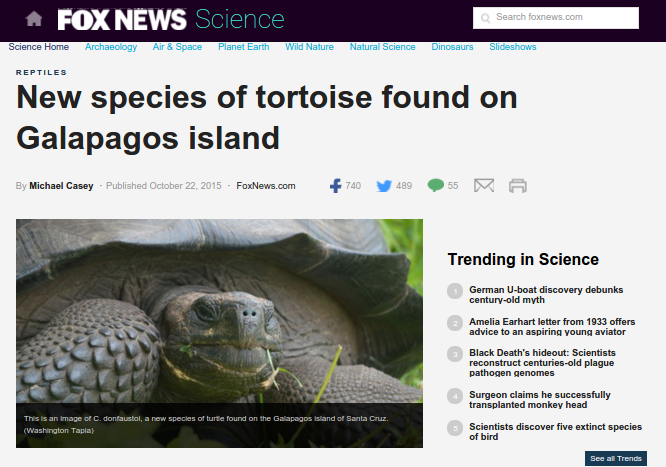 FOX NEWS Science
Search foxnews.com
Science Home Archaeology Air & Space Planet Earth Wild Nature Natural Science Dinosaurs Slideshows
REPTILES
New species of tortoise found on
Galapagos island
By Michael Casey · Published October 22, 2015 · FoxNews.com
740 489 55
This is an image of C. donfaustoi, a new species of turtle found on the Galapagos island of Santa Cruz.
(Washington Tapia)
Trending in Science
1 German U-boat discovery debunks
century-old myth
2 Amelia Earhart letter from 1933 offers
advice to an aspiring young aviator
3 Black Death's hideout: Scientists
reconstruct centuries-old plague
pathogen genomes
4 Surgeon claims he successfully
transplanted monkey head
5 Scientists discover five extinct species
of bird
See all Trends